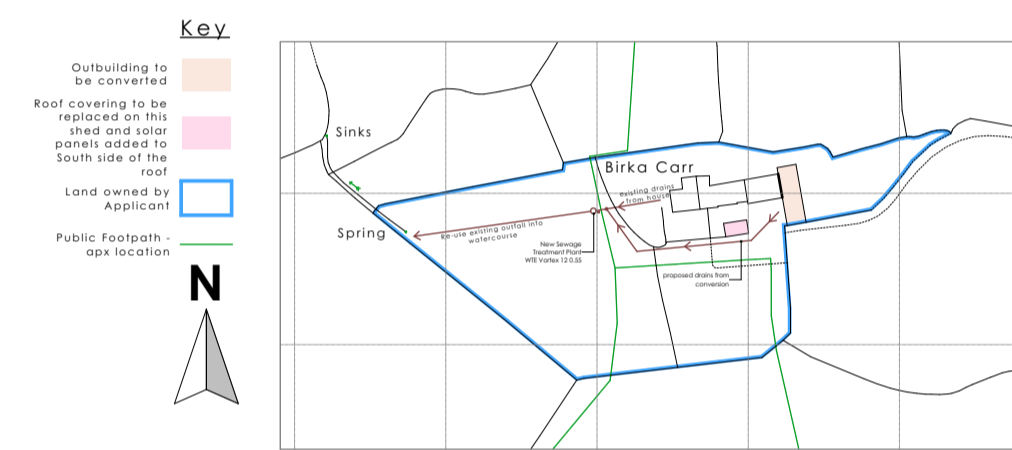 Key
Outbuilding to
be converted
Roof covering to be
replaced on this
shed and solar
panels added to
South side of the
roof
Land owned by
Applicant
Public Footpath -
apx location
N
Sinks
Spring
Birka Carr
existing drains
from house
Re-use existing outfall into
watercourse
New Sewage
Treatment Plant
WTE Vortex 12 0.55
proposed drains from
conversion